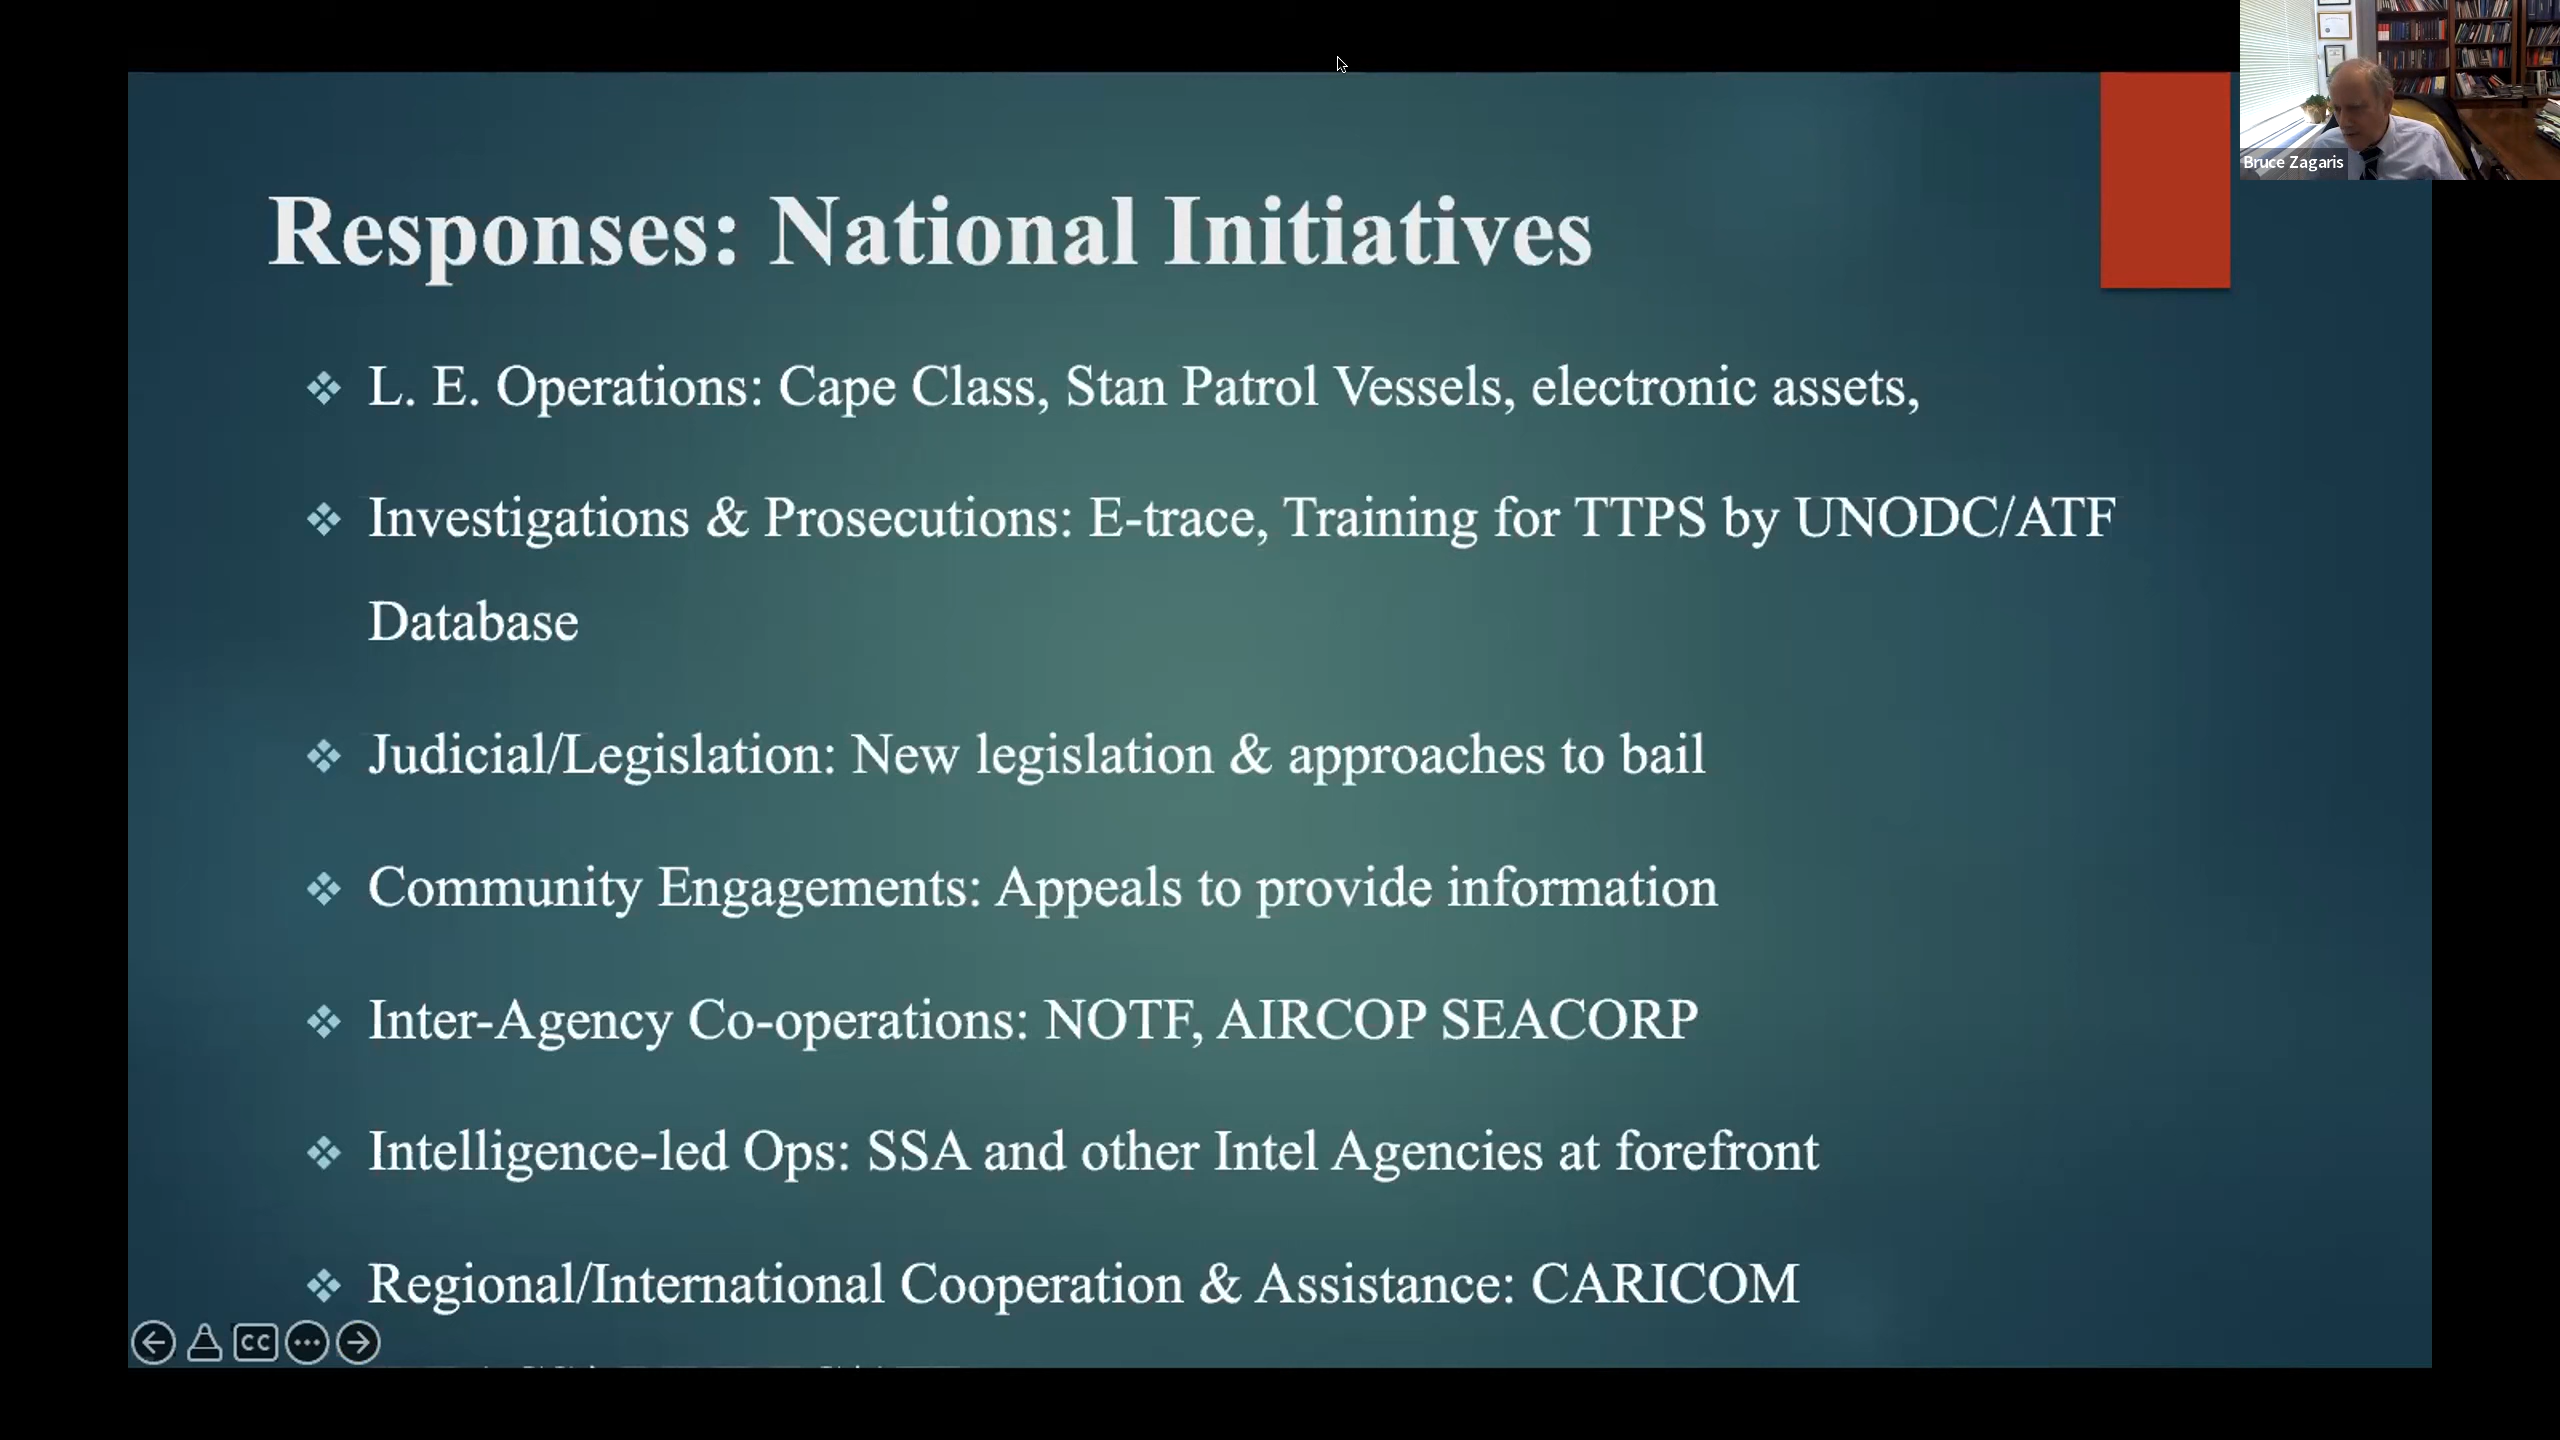 Bruce Zagaris
Responses: National Initiatives
❖ L. E. Operations: Cape Class, Stan Patrol Vessels, electronic assets,
❖ Investigations & Prosecutions: E-trace, Training for TTPS by UNODC/ATF
Database
❖ Judicial/Legislation: New legislation & approaches to bail
❖ Community Engagements: Appeals to provide information
❖ Inter-Agency Co-operations: NOTF, AIRCOP SEACORP
❖ Intelligence-led Ops: SSA and other Intel Agencies at forefront
❖ Regional/International Cooperation & Assistance: CARICOM
CC